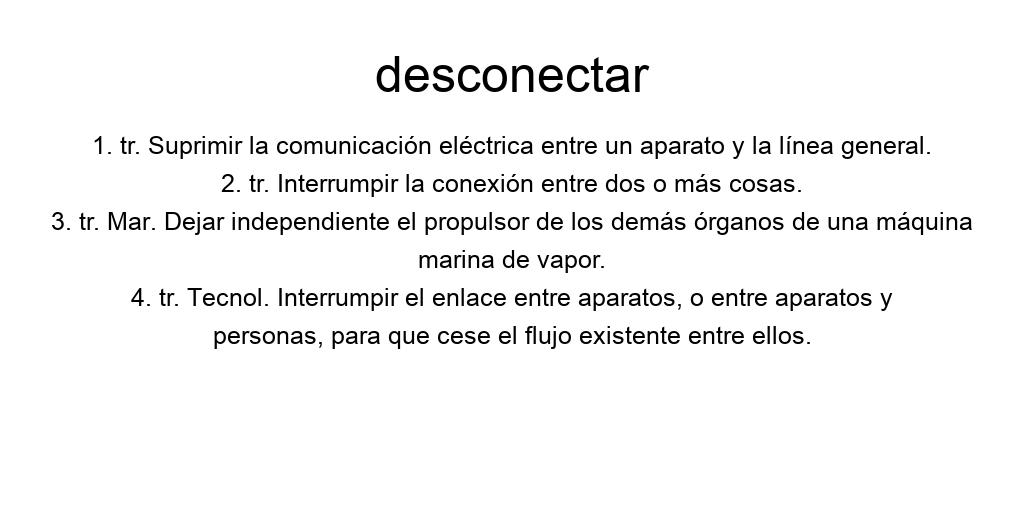 desconectar
1. tr. Suprimir la comunicación eléctrica entre un aparato y la línea general.
2. tr. Interrumpir la conexión entre dos o más cosas.
3. tr. Mar. Dejar independiente el propulsor de los demás órganos de una máquina
marina de vapor.
4. tr. Tecnol. Interrumpir el enlace entre aparatos, o entre aparatos y
personas, para que cese el flujo existente entre ellos.